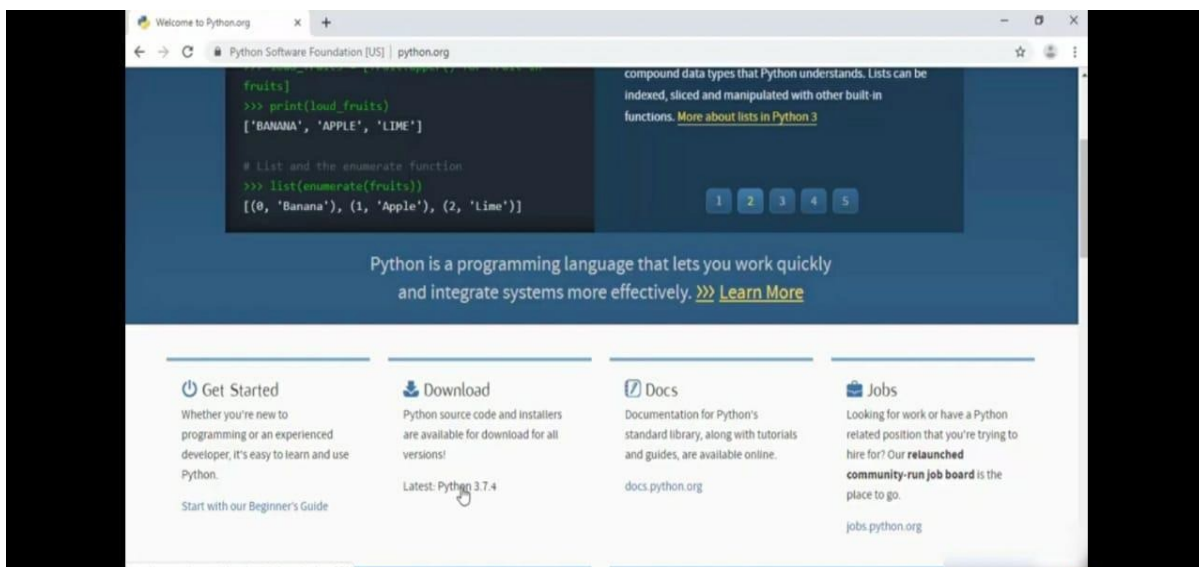 Welcome to Python.org
Python Software Foundation [US] | python.org
fruits]
>>> print(loud_fruits)
['BANANA', 'APPLE', 'LIME']
# List and the enumerate function
>>> list(enumerate(fruits))
[(0, 'Banana'), (1, 'Apple'), (2, 'Lime')]
compound data types that Python understands. Lists can be
indexed, sliced and manipulated with other built-in
functions. More about lists in Python 3
1 2 3 4 5
Python is a programming language that lets you work quickly
and integrate systems more effectively. >>> Learn More
Get Started
Whether you're new to
programming or an experienced
developer, it's easy to learn and use
Python.
Start with our Beginner's Guide
Download
Python source code and installers
are available for download for all
versions!
Latest: Python 3.7.4
Docs
Documentation for Python's
standard library, along with tutorials
and guides, are available online.
docs.python.org
Jobs
Looking for work or have a Python
related position that you're trying to
hire for? Our relaunched
community-run job board is the
place to go.
jobs.python.org